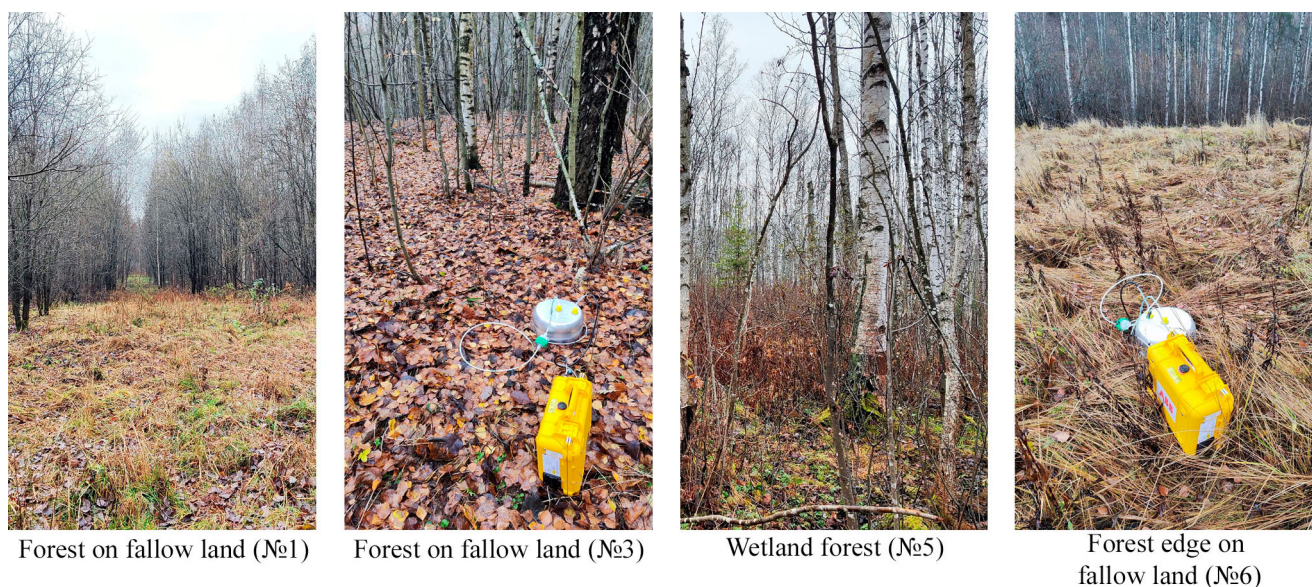 Forest on fallow land (№1)
Forest on fallow land (№3)
Wetland forest (№5)
Forest edge on
fallow land (№6)